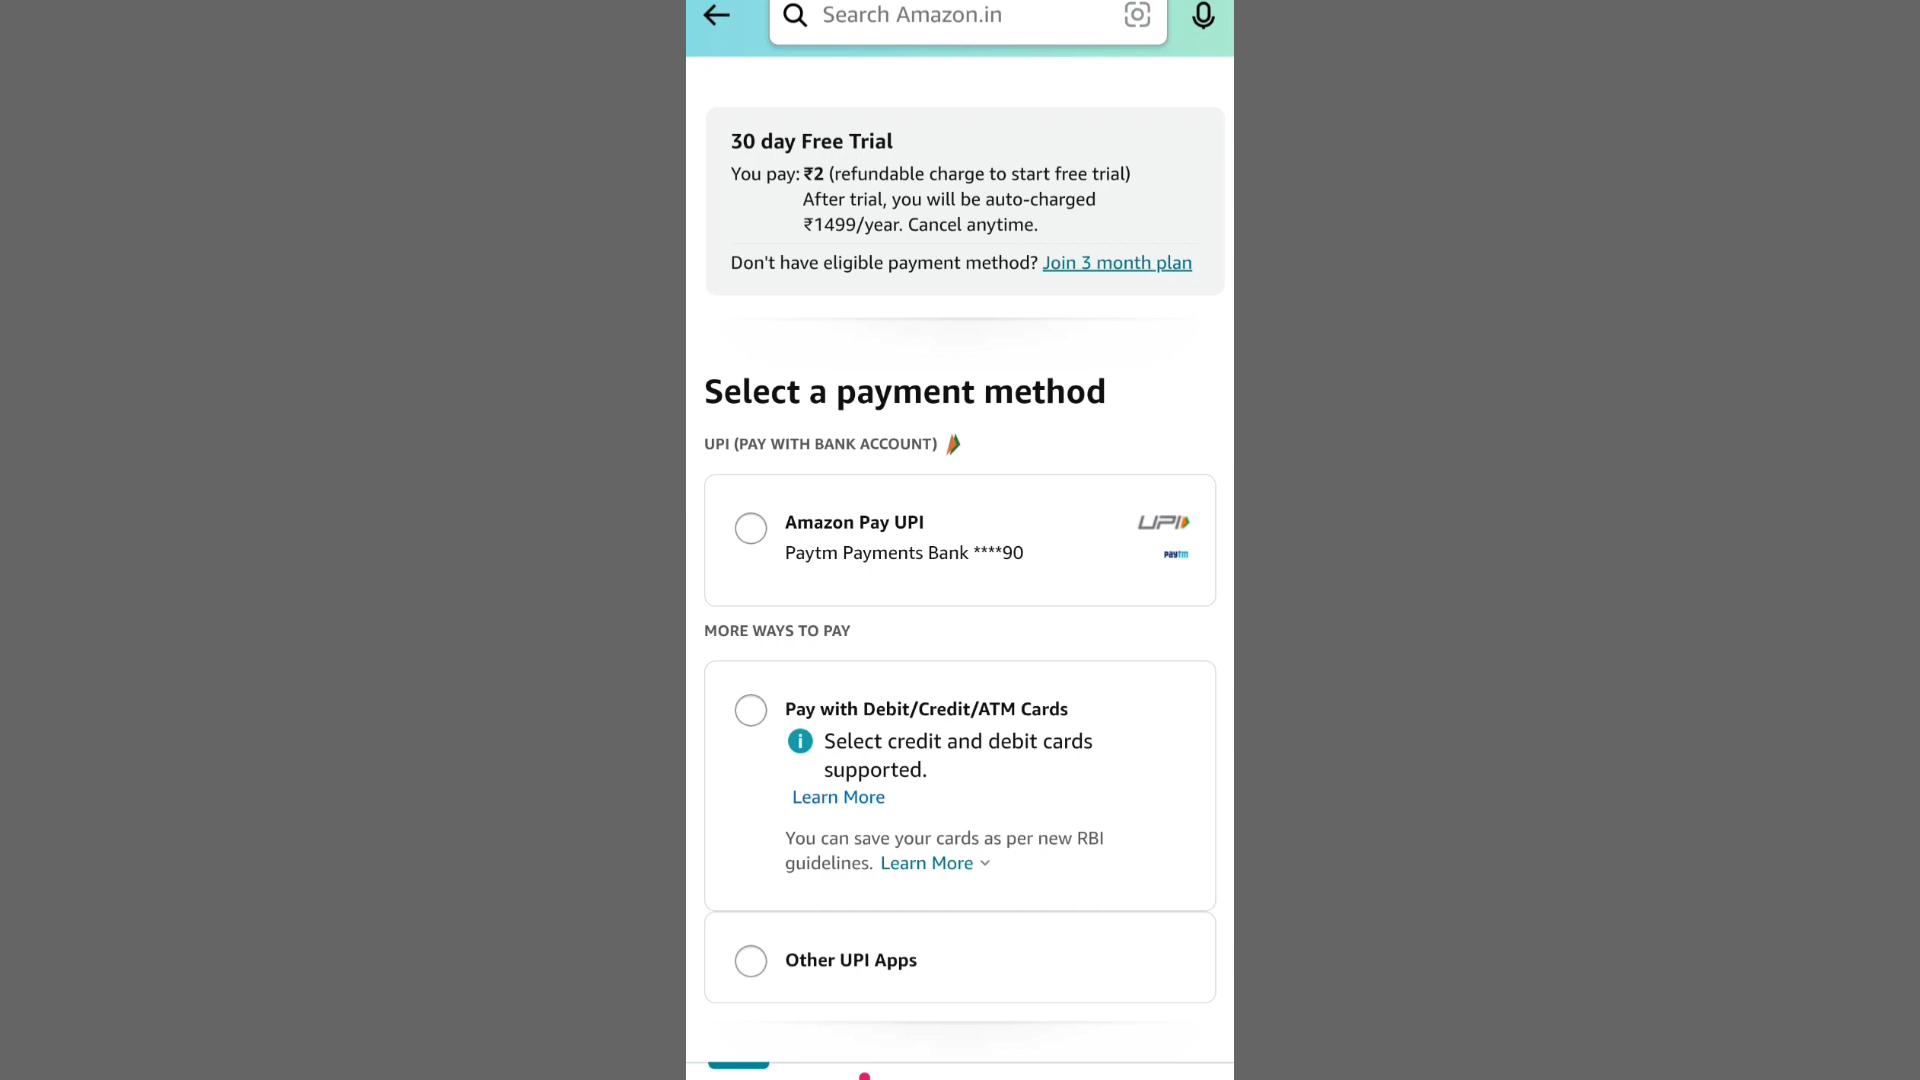 Search Amazon.in
30 day Free Trial
You pay: ₹2 (refundable charge to start free trial)
After trial, you will be auto-charged
₹1499/year. Cancel anytime.
Don't have eligible payment method? Join 3 month plan
Select a payment method
UPI (PAY WITH BANK ACCOUNT)
Amazon Pay UPI UPI
Paytm Payments Bank ****90 paytm
MORE WAYS TO PAY
Pay with Debit/Credit/ATM Cards
i Select credit and debit cards
supported.
Learn More
You can save your cards as per new RBI
guidelines. Learn More
Other UPI Apps